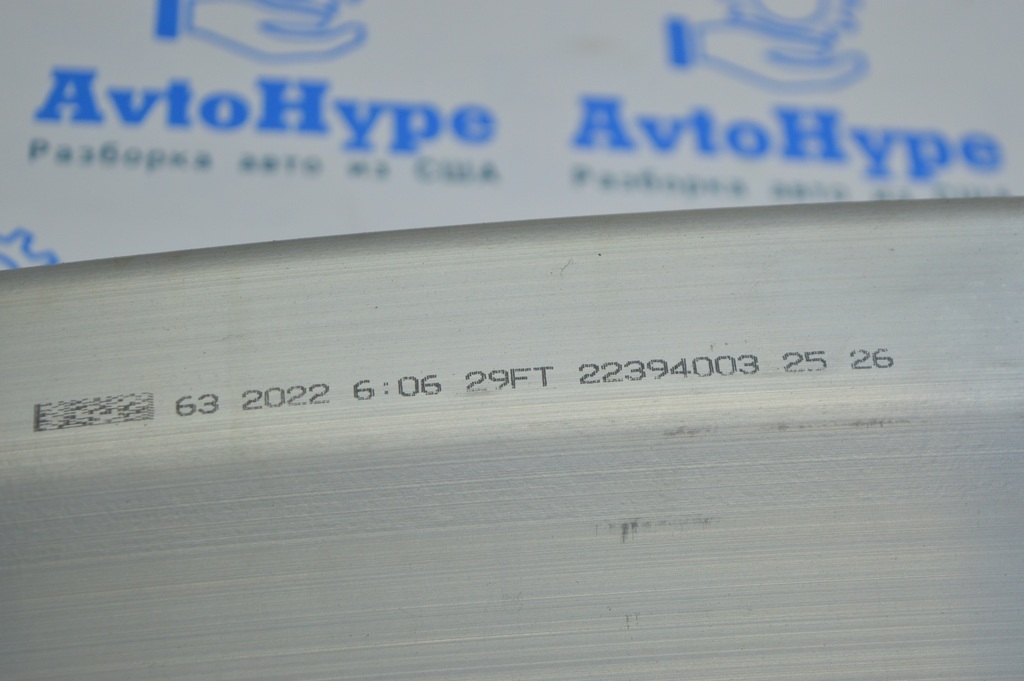 AvtoHype AvtoHype
Разборка авто из США Разборка авто из США
63 2022 6:06 29FT 22394003 25 26